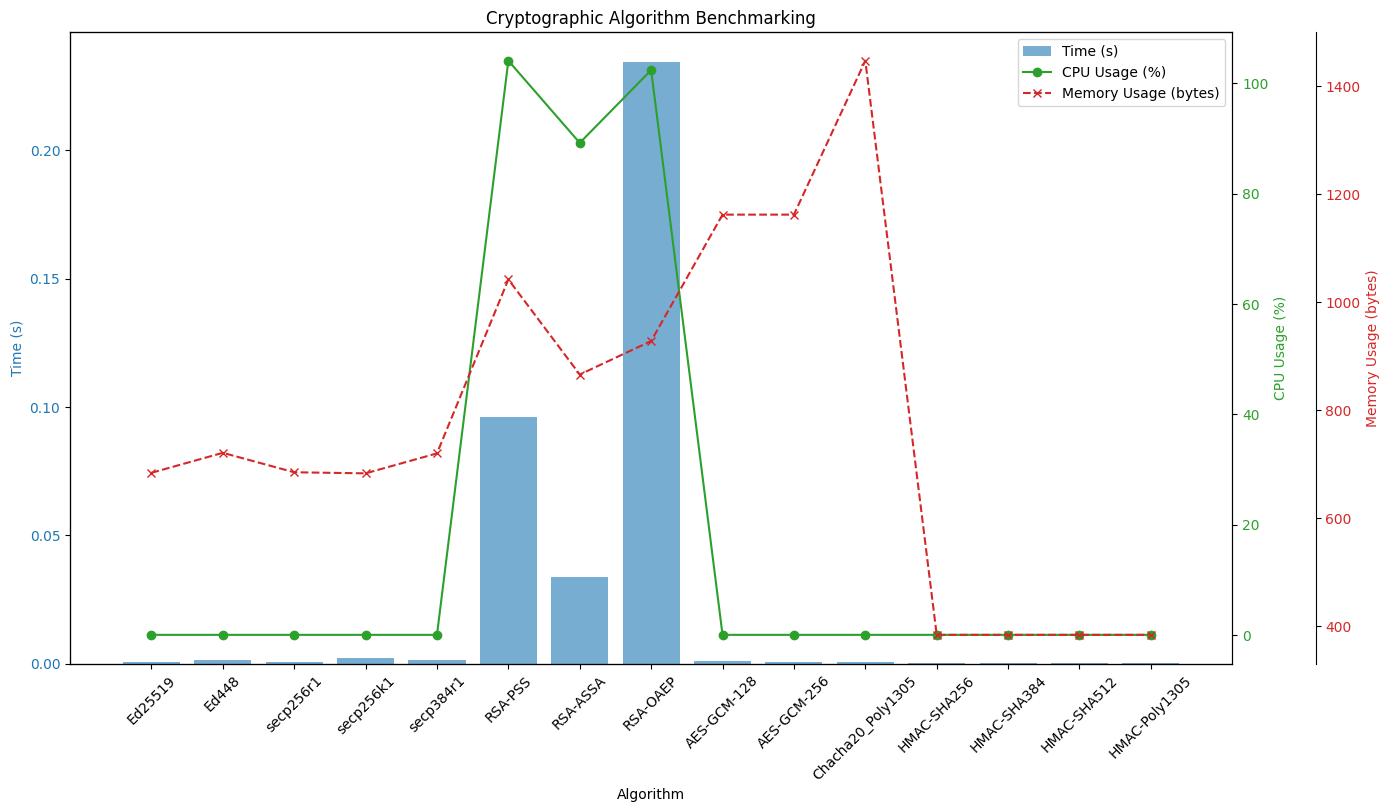 Cryptographic Algorithm Benchmarking
Time (s)
CPU Usage (%)
Memory Usage (bytes)
0.20
0.15
0.10
0.05
0.00
Time (s)
100
80
60
40
20
0
CPU Usage (%)
1400
1200
1000
800
600
400
Memory Usage (bytes)
Ed25519
Ed448
secp256r1
secp256k1
secp384r1
RSA-PSS
RSA-ASSA
RSA-OAEP
AES-GCM-128
AES-GCM-256
Chacha20_Poly1305
HMAC-SHA256
HMAC-SHA384
HMAC-SHA512
HMAC-Poly1305
Algorithm